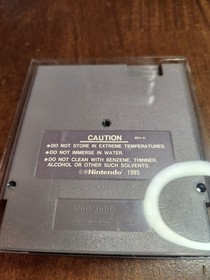 CAUTION
•DO NOT STORE IN EXTREME TEMPERATURES.
•DO NOT IMMERSE IN WATER.
•DO NOT CLEAN WITH BENZENE, THINNER,
ALCOHOL OR OTHER SUCH SOLVENTS.
©®Nintendo 1985